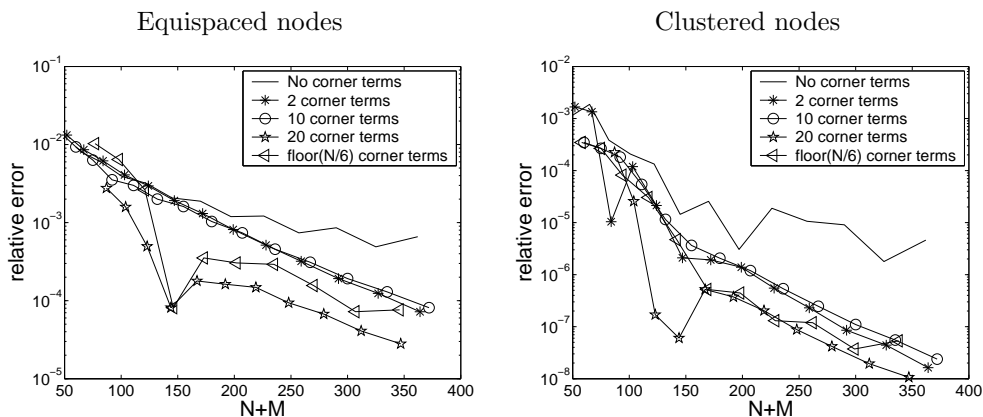 Equispaced nodes
10^-1
10^-2
10^-3
10^-4
10^-5
relative error
50 100 150 200 250 300 350 400
N+M
No corner terms
2 corner terms
10 corner terms
20 corner terms
floor(N/6) corner terms
Clustered nodes
10^-2
10^-3
10^-4
10^-5
10^-6
10^-7
10^-8
relative error
50 100 150 200 250 300 350 400
N+M
No corner terms
2 corner terms
10 corner terms
20 corner terms
floor(N/6) corner terms